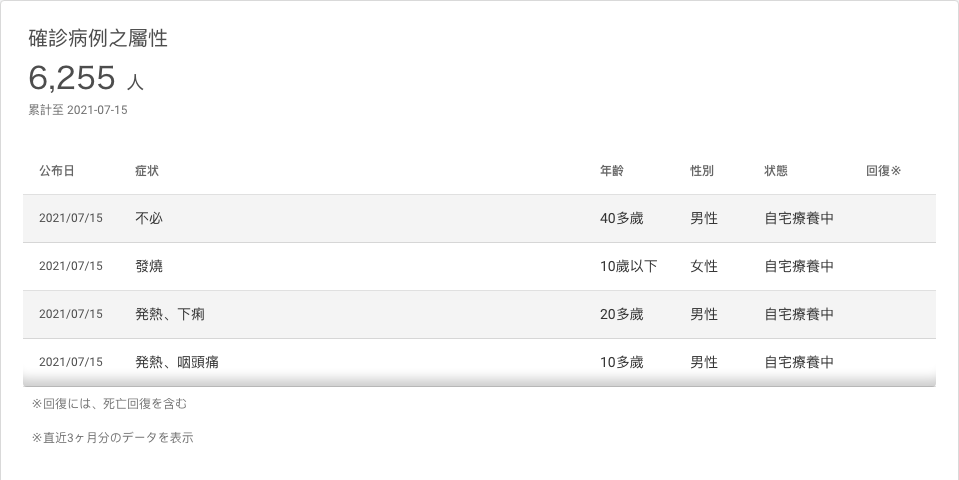 確診病例之屬性
6,255 人
累計至 2021-07-15
公布日 症状 年齡 性別 状態 回復※
2021/07/15 不必 40多歲 男性 自宅療養中
2021/07/15 發燒 10歲以下 女性 自宅療養中
2021/07/15 発熱、下痢 20多歲 男性 自宅療養中
2021/07/15 発熱、咽頭痛 10多歲 男性 自宅療養中
※回復には、死亡回復を含む
※直近3ヶ月分のデータを表示